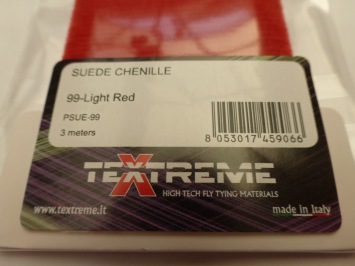 SUEDE CHENILLE
99-Light Red
PSUE-99
3 meters
8 053017 459066
TEXTREME
HIGH TECH FLY TYING MATERIALS
www.textreme.it
made in Italy